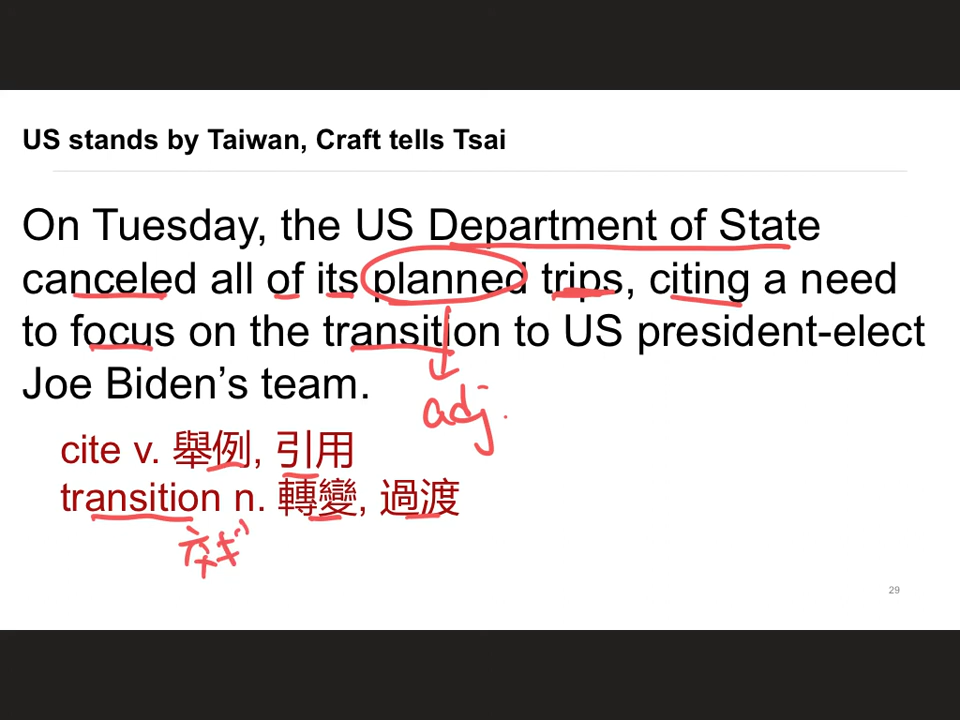 US stands by Taiwan, Craft tells Tsai
On Tuesday, the US Department of State
canceled all of its planned trips, citing a need
to focus on the transition to US president-elect
Joe Biden’s team.
adj.
cite v. 舉例, 引用
transition n. 轉變, 過渡
29